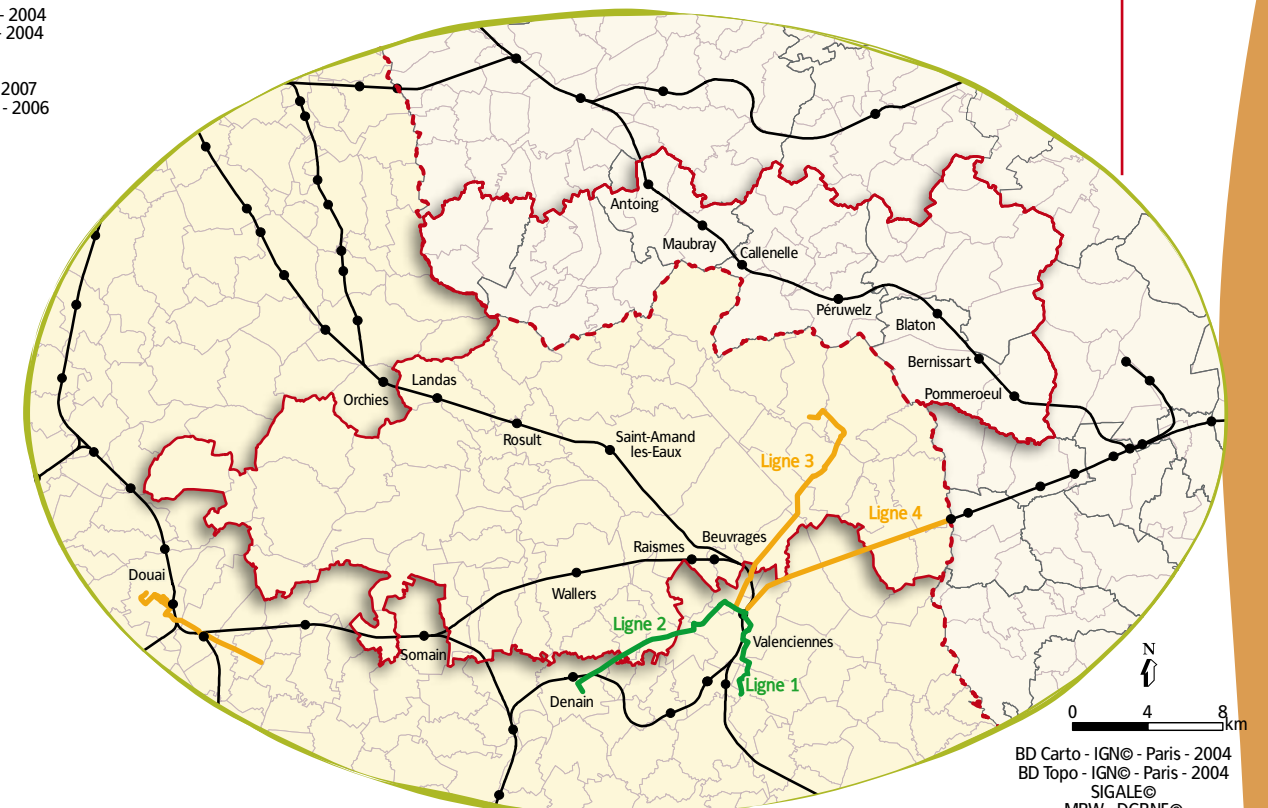 - 2004
- 2004
2007
- 2006
Antoing
Maubray
Callenelle
Péruwelz
Blaton
Bernissart
Pommeroeul
Landas
Orchies
Rosult
Saint-Amand
les-Eaux
Ligne 3
Ligne 4
Beuvrages
Raismes
Douai
Wallers
Ligne 2
Valenciennes
Somain
Ligne 1
Denain
N
0 4 8
km
BD Carto - IGN© - Paris - 2004
BD Topo - IGN© - Paris - 2004
SIGALE©
MRW - DGRNE©